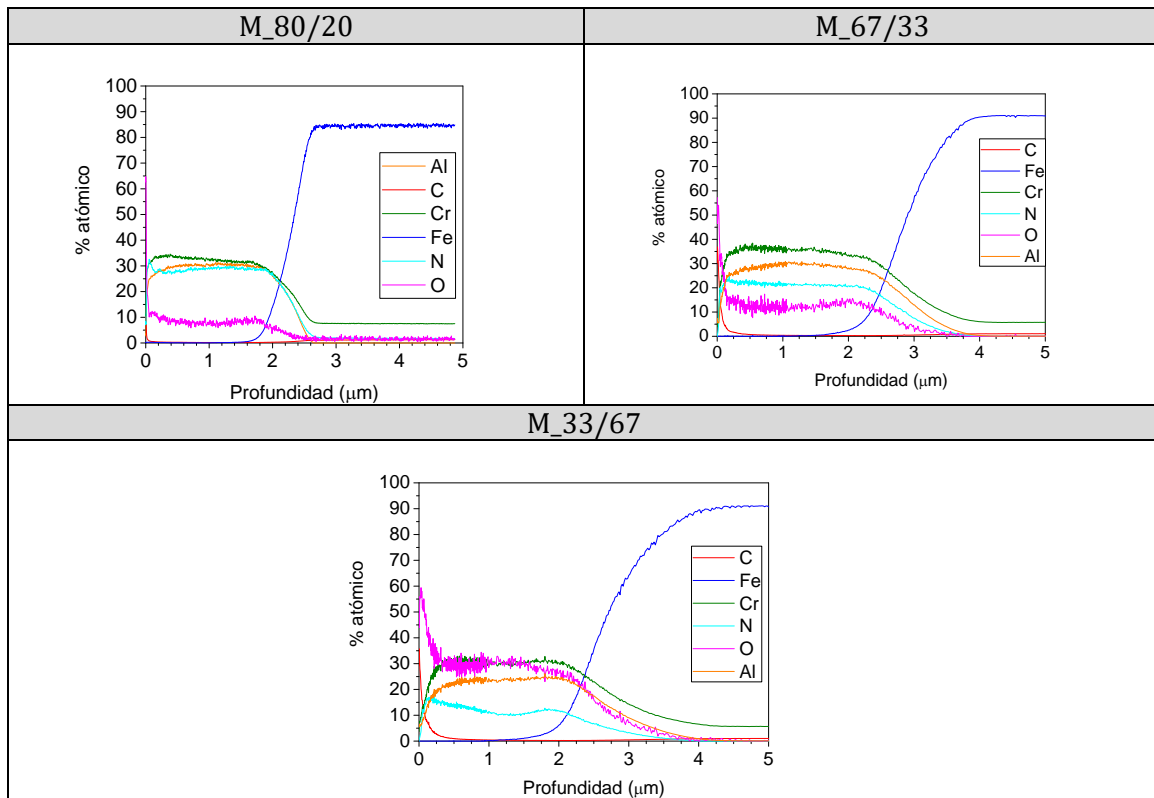 M_80/20
M_67/33
100
90
80
70
60
50
40
30
20
10
0
% atómico
0 1 2 3 4 5
Profundidad (μm)
Al
C
Cr
Fe
N
O
100
90
80
70
60
50
40
30
20
10
0
% atómico
0 1 2 3 4 5
Profundidad (μm)
C
Fe
Cr
N
O
Al
M_33/67
100
90
80
70
60
50
40
30
20
10
0
% atómico
0 1 2 3 4 5
Profundidad (μm)
C
Fe
Cr
N
O
Al